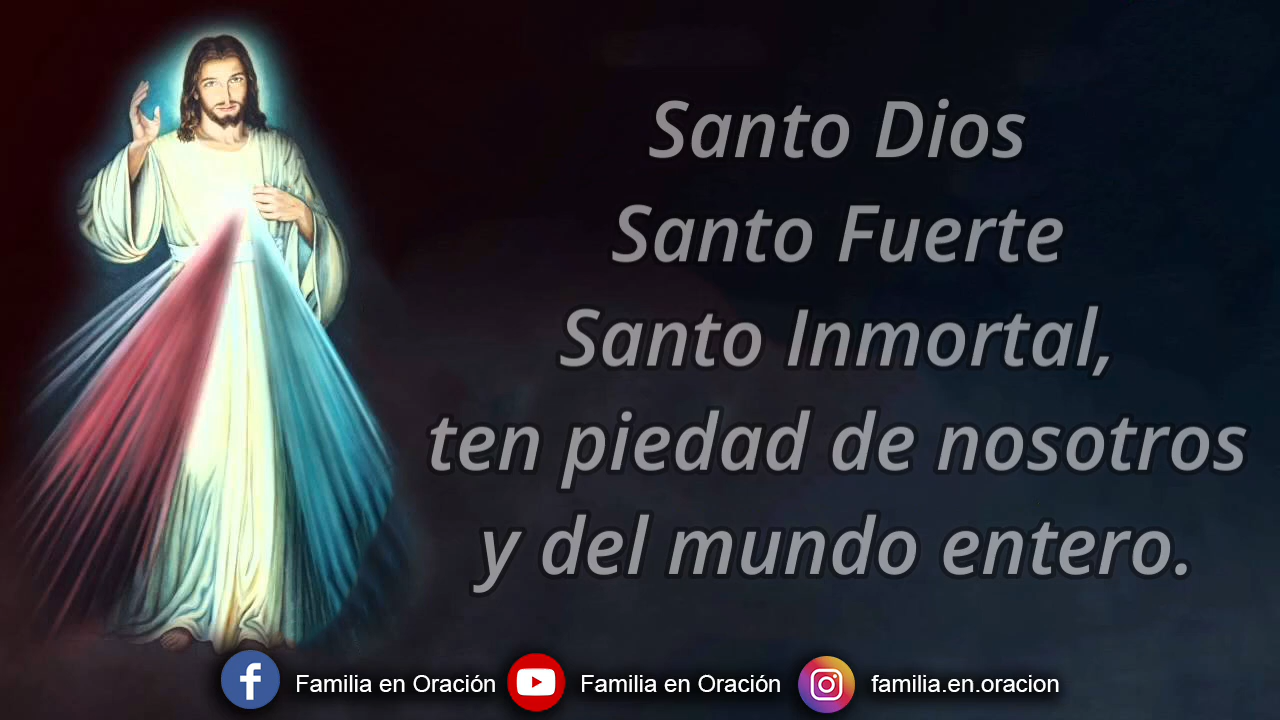 Santo Dios
Santo Fuerte
Santo Inmortal,
ten piedad de nosotros
y del mundo entero.
Familia en Oración
Familia en Oración
familia.en.oracion